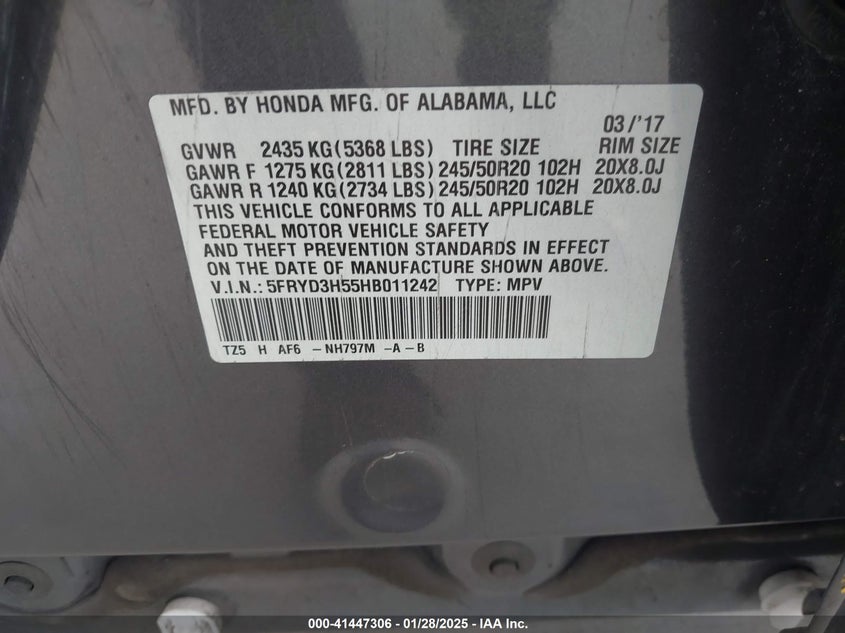 MFD. BY HONDA MFG. OF ALABAMA, LLC
03/'17
GVWR 2435 KG (5368 LBS) TIRE SIZE RIM SIZE
GAWR F 1275 KG (2811 LBS) 245/50R20 102H 20X8.0J
GAWR R 1240 KG (2734 LBS) 245/50R20 102H 20X8.0J
THIS VEHICLE CONFORMS TO ALL APPLICABLE
FEDERAL MOTOR VEHICLE SAFETY
AND THEFT PREVENTION STANDARDS IN EFFECT
ON THE DATE OF MANUFACTURE SHOWN ABOVE.
V.I.N.: 5FRYD3H55HB011242 TYPE: MPV
TZ5 H AF6 -NH797M -A-B
000-41447306 - 01/28/2025 - IAA Inc.